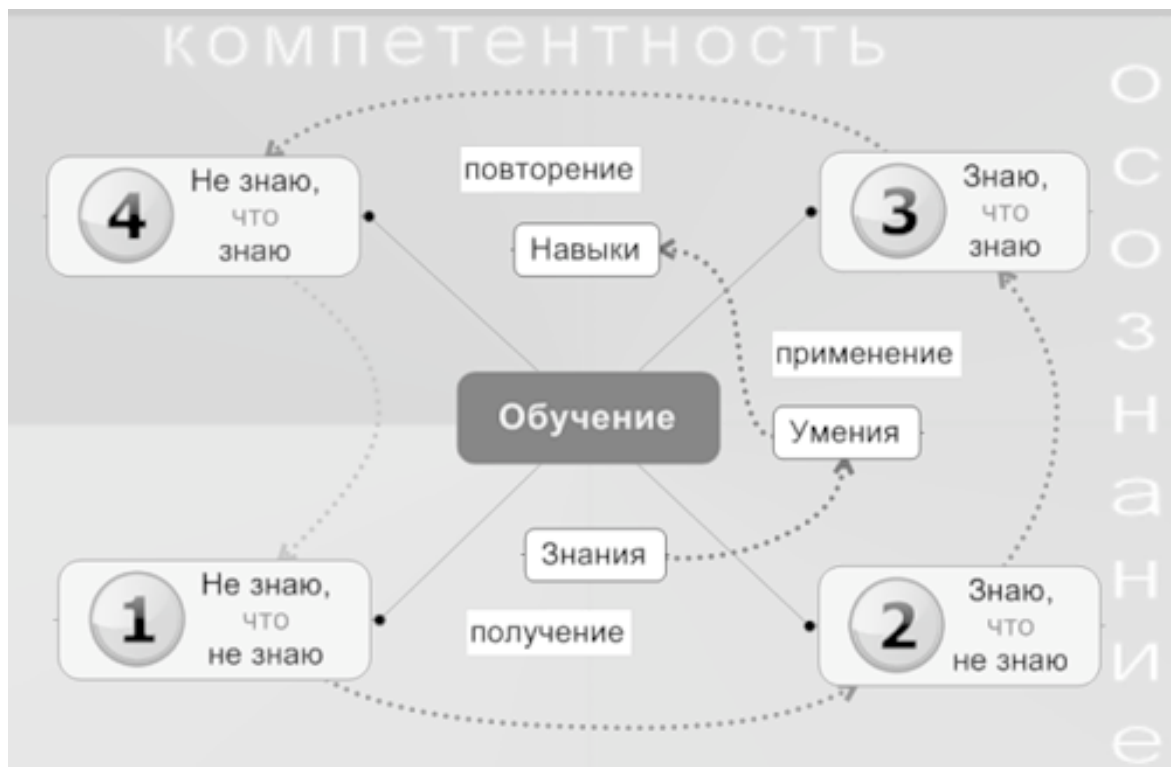 компетентность
осознание
4
Не знаю,
что
знаю
повторение
Навыки
3
Знаю,
что
знаю
применение
Обучение
Умения
Знания
1
Не знаю,
что
не знаю
получение
2
Знаю,
что
не знаю